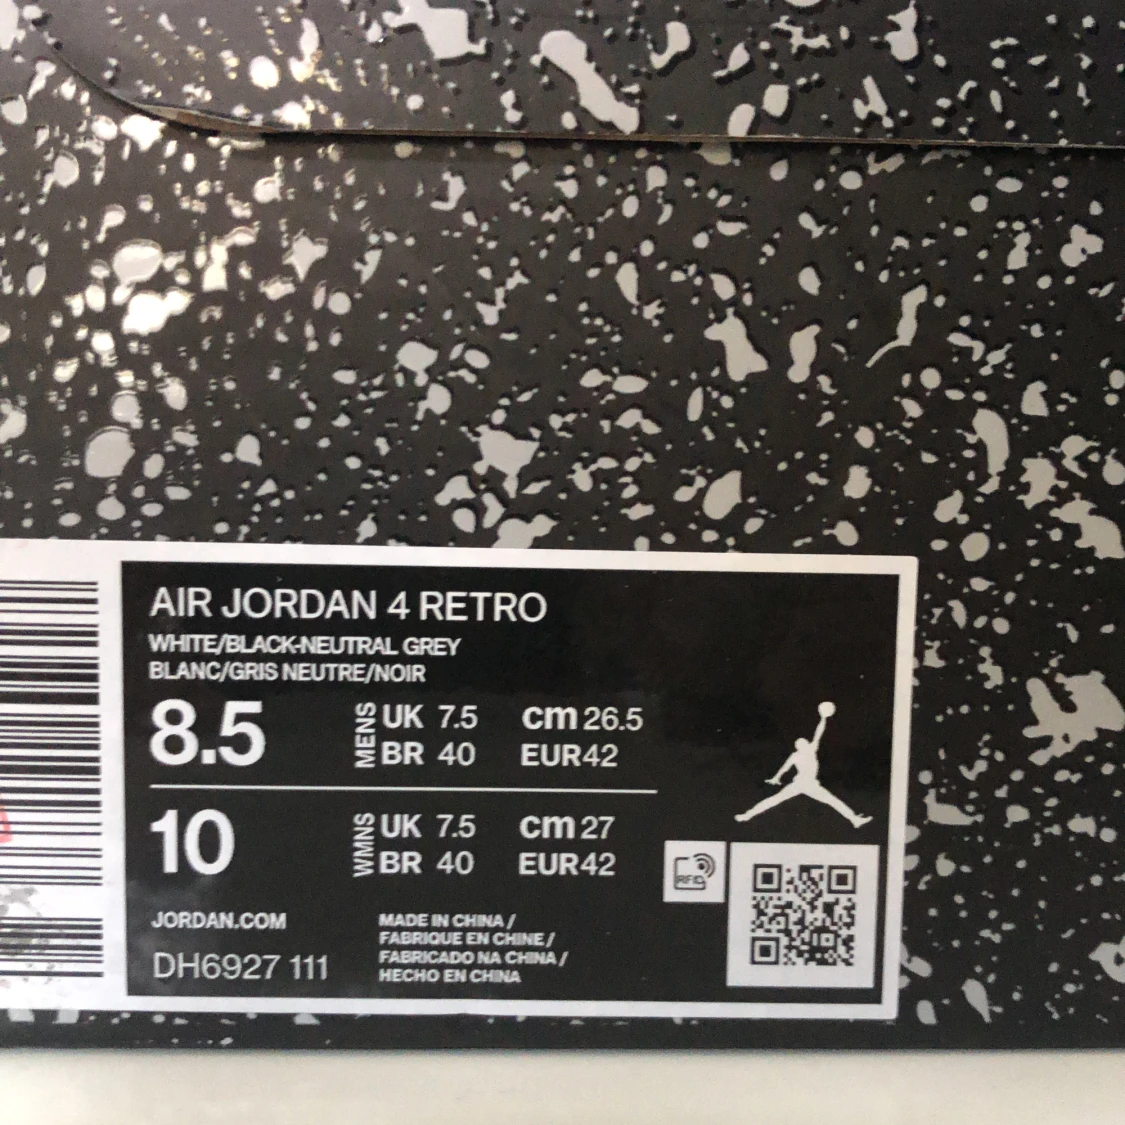 AIR JORDAN 4 RETRO
WHITE/BLACK-NEUTRAL GREY
BLANC/GRIS NEUTRE/NOIR
8.5 MENS UK 7.5 cm 26.5
BR 40 EUR42
10 WMNS UK 7.5 cm 27
BR 40 EUR42
RFID
JORDAN.COM
DH6927 111
MADE IN CHINA /
FABRIQUE EN CHINE /
FABRICADO NA CHINA /
HECHO EN CHINA